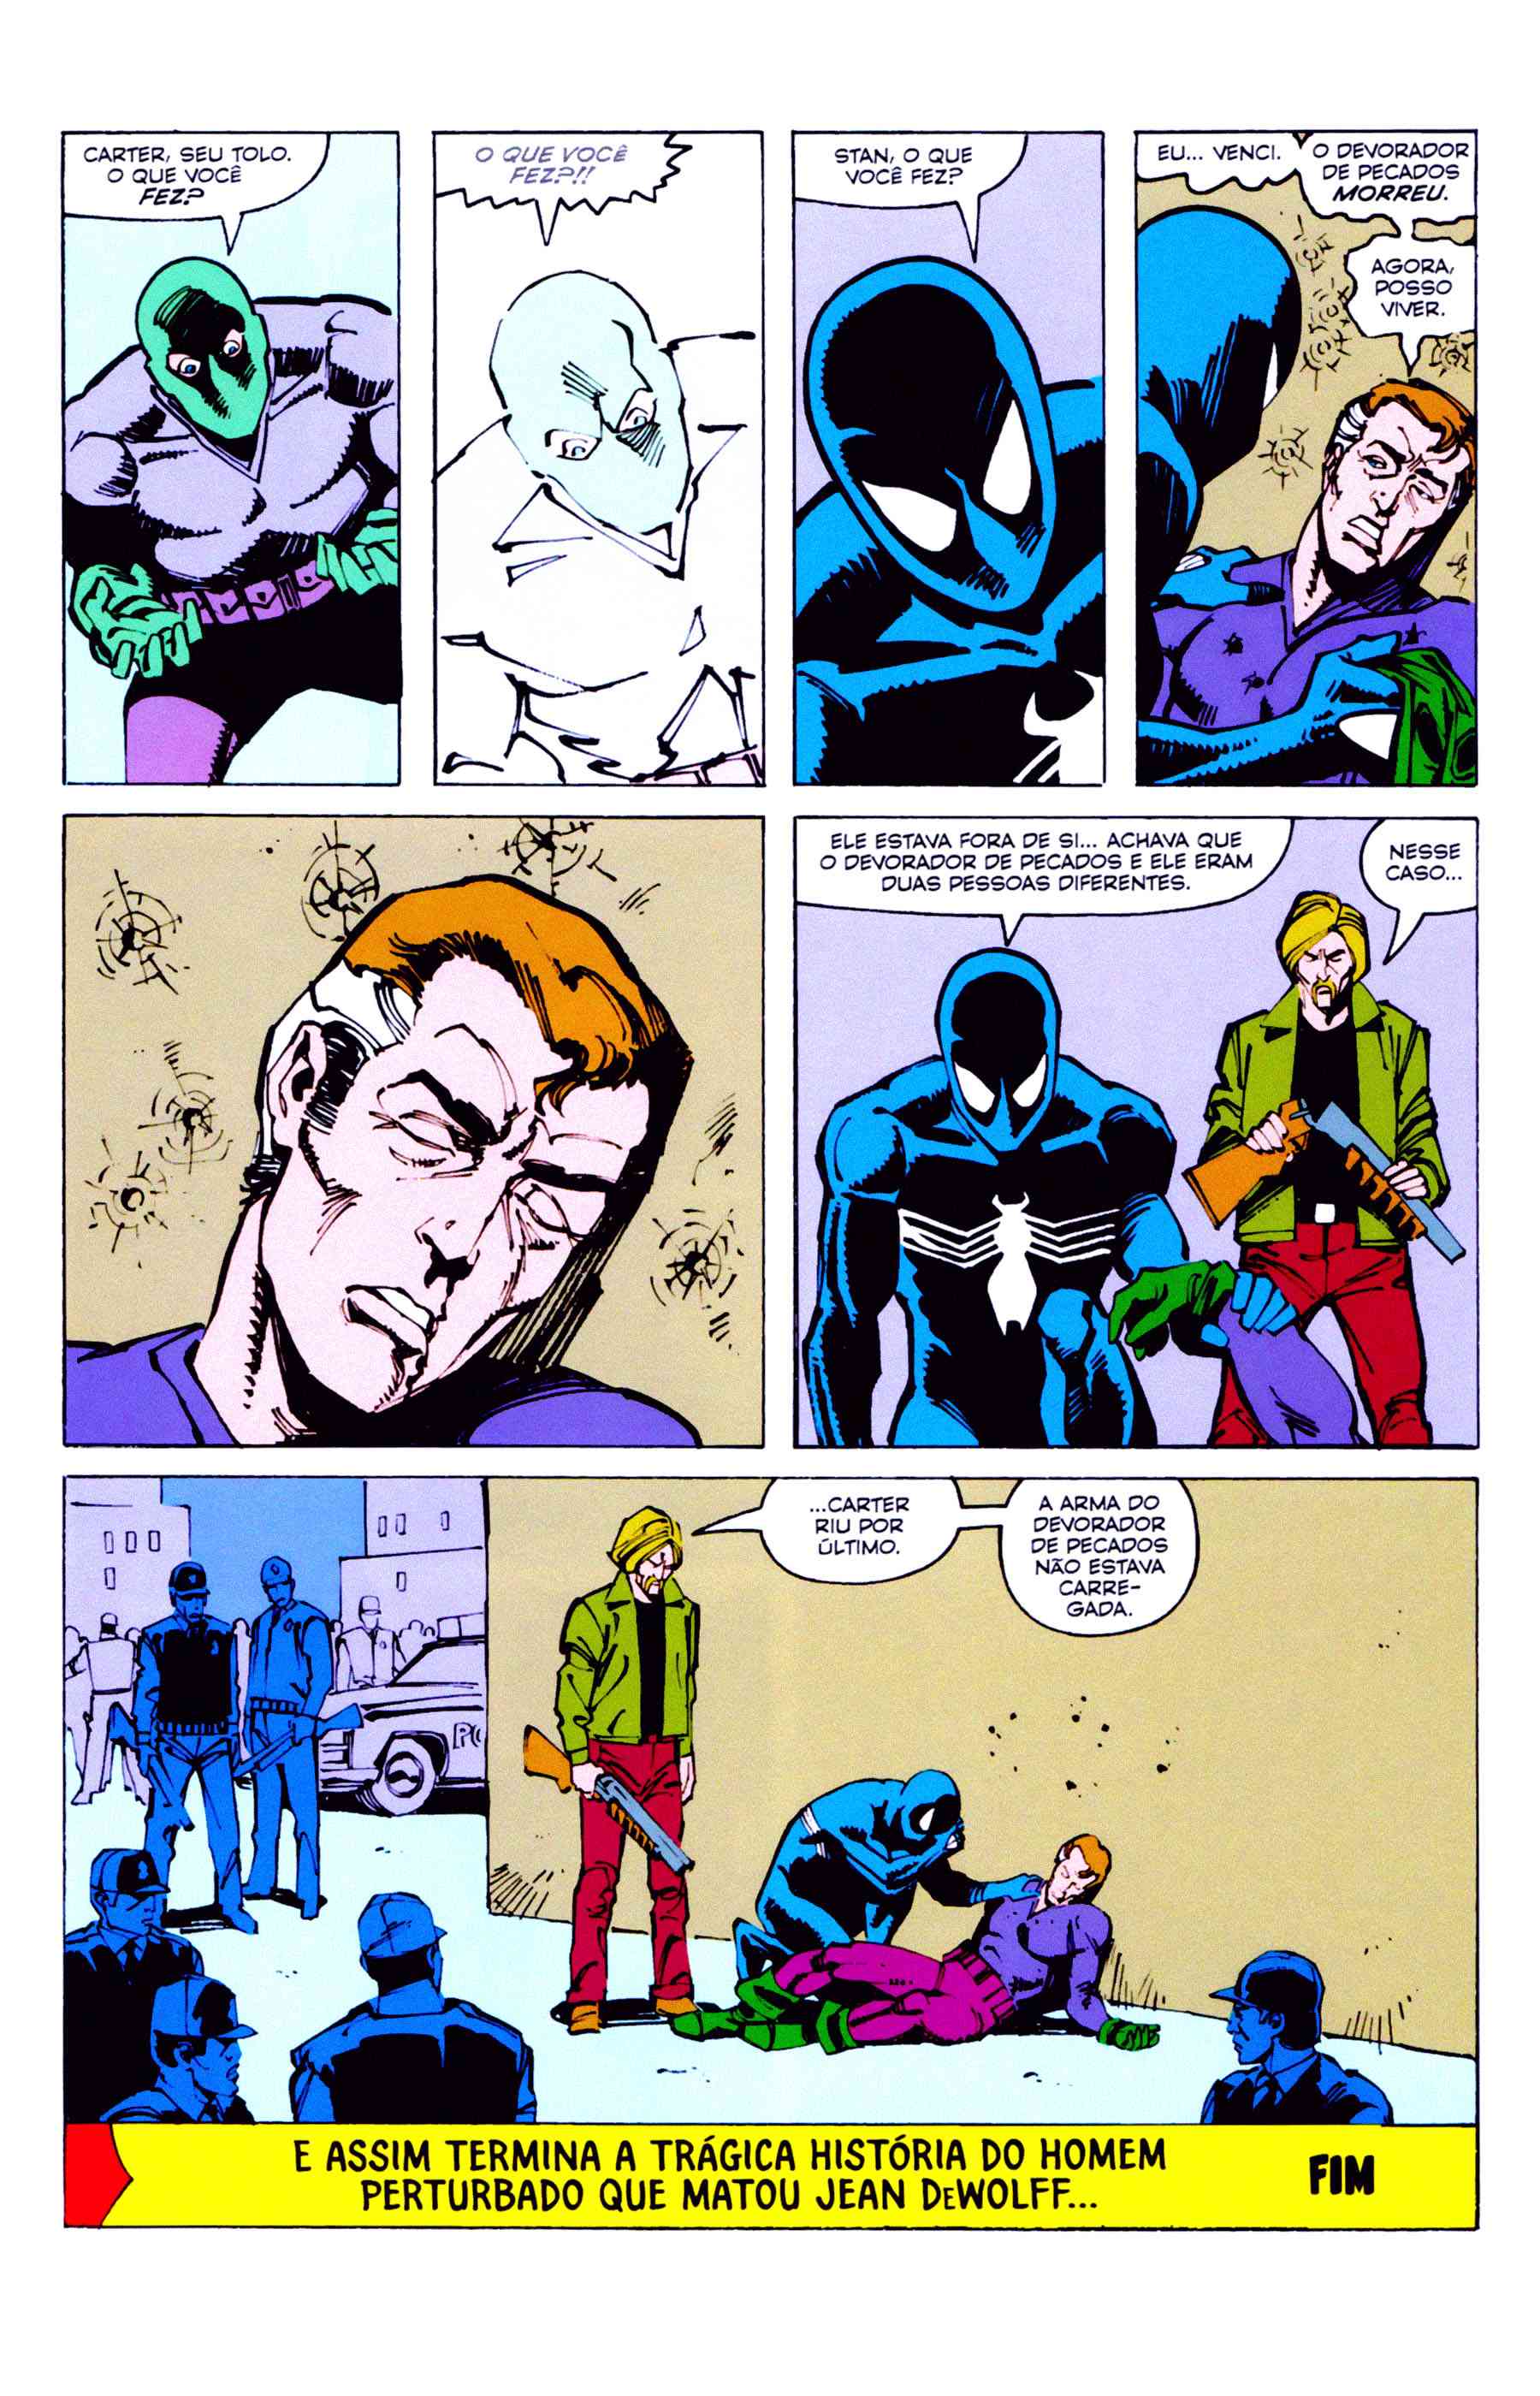 CARTER, SEU TOLO.
O QUE VOCÊ
FEZ?
O QUE VOCÊ
FEZ?!!
STAN, O QUE
VOCÊ FEZ?
EU... VENCI.
O DEVORADOR
DE PECADOS
MORREU.
AGORA,
POSSO
VIVER.
ELE ESTAVA FORA DE SI... ACHAVA QUE
O DEVORADOR DE PECADOS E ELE ERAM
DUAS PESSOAS DIFERENTES.
NESSE
CASO...
...CARTER
RIU POR
ÚLTIMO.
A ARMA DO
DEVORADOR
DE PECADOS
NÃO ESTAVA
CARRE-
GADA.
PO
E ASSIM TERMINA A TRÁGICA HISTÓRIA DO HOMEM
PERTURBADO QUE MATOU JEAN DeWOLFF...
FIM